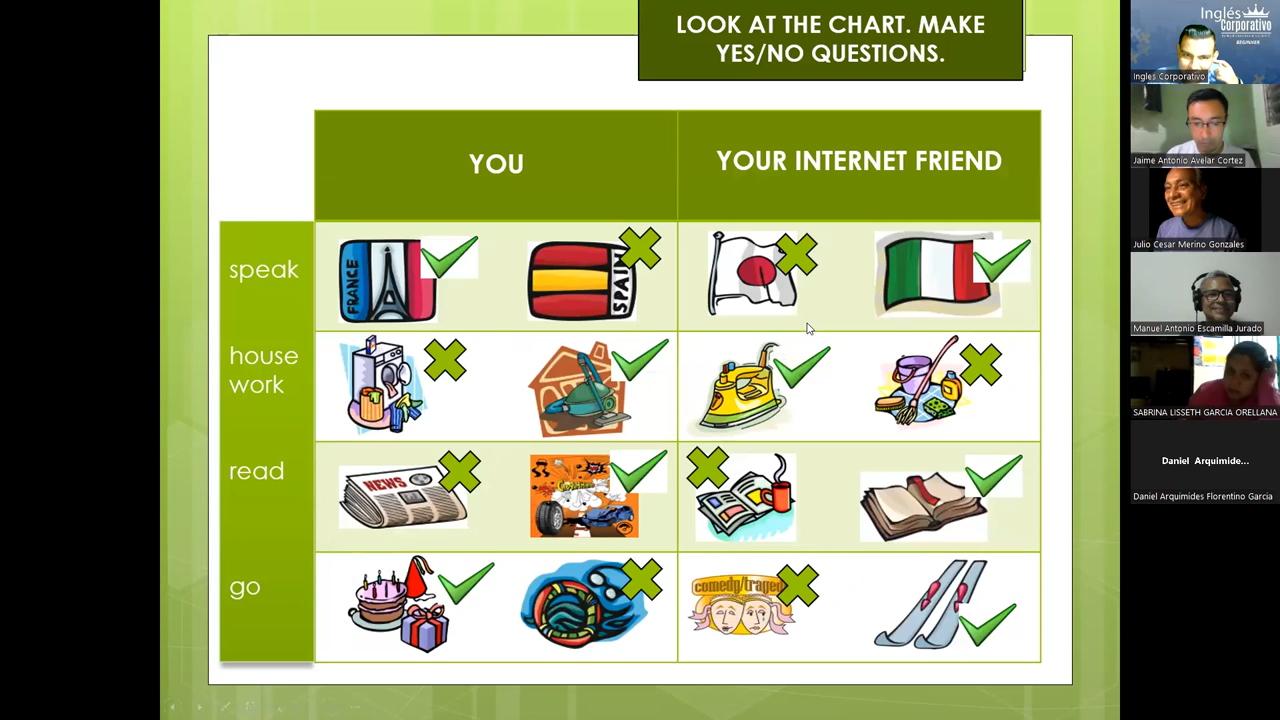 LOOK AT THE CHART. MAKE
YES/NO QUESTIONS.
YOU
YOUR INTERNET FRIEND
speak
FRANCE
SPAIN
house
work
read
NEWS
go
comedy/traged
Inglés
Corporativo
BEGINNER
Ingles Corporativo
Jaime Antonio Avelar Cortez
Julio Cesar Merino Gonzales
Manuel Antonio Escamilla Jurado
SABRINA LISSETH GARCIA ORELLANA
Daniel Arquimide...
Daniel Arquimides Florentino Garcia